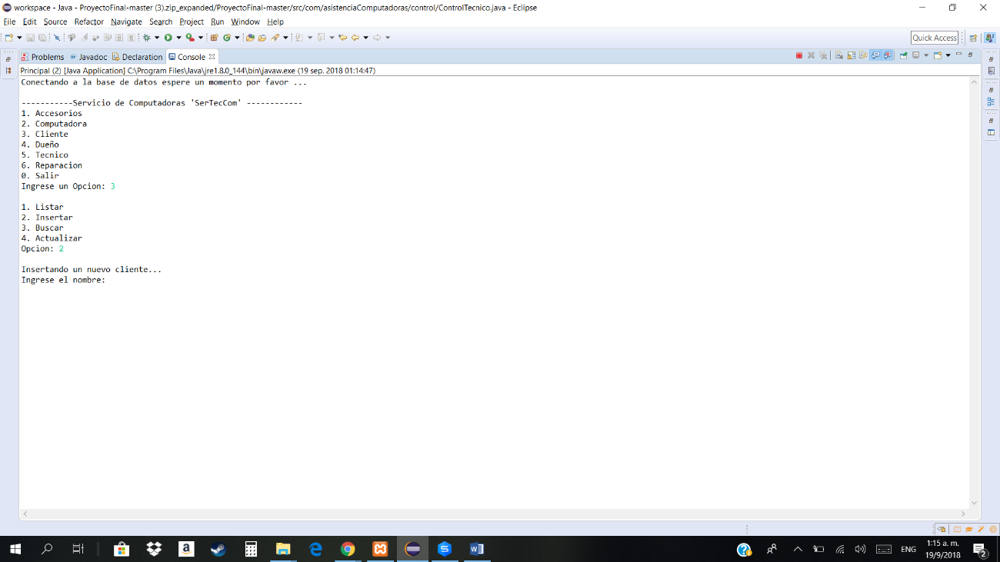 workspace - Java - ProyectoFinal-master (3).zip_expanded/ProyectoFinal-master/src/com/asistenciaComputadoras/control/ControlTecnico.java - Eclipse
File Edit Source Refactor Navigate Search Project Run Window Help
Quick Access
Problems Javadoc Declaration Console
Principal (2) [Java Application] C:\Program Files\Java\jre1.8.0_144\bin\javaw.exe (19 sep. 2018 01:14:47)
Conectando a la base de datos espere un momento por favor ...
-----------Servicio de Computadoras 'SerTecCom' ------------
1. Accesorios
2. Computadora
3. Cliente
4. Dueño
5. Tecnico
6. Reparacion
0. Salir
Ingrese un Opcion: 3
1. Listar
2. Insertar
3. Buscar
4. Actualizar
Opcion: 2
Insertando un nuevo cliente...
Ingrese el nombre:
ENG
1:15 a. m.
19/9/2018
2